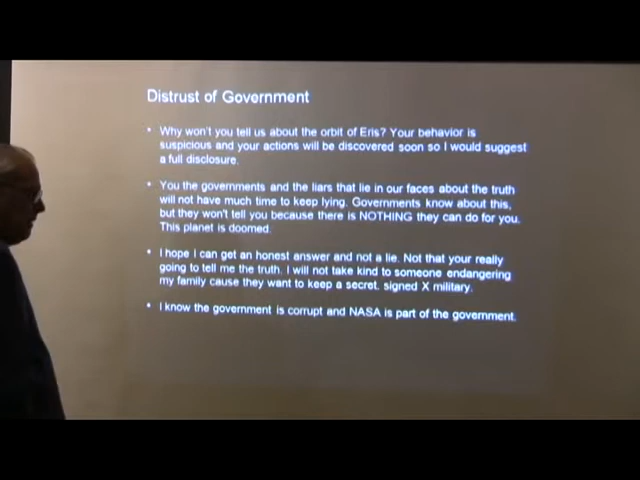 Distrust of Government
• Why won't you tell us about the orbit of Eris? Your behavior is
suspicious and your actions will be discovered soon so I would suggest
a full disclosure.
• You the governments and the liars that lie in our faces about the truth
will not have much time to keep lying. Governments know about this,
but they won't tell you because there is NOTHING they can do for you.
This planet is doomed.
• I hope I can get an honest answer and not a lie. Not that your really
going to tell me the truth. I will not take kind to someone endangering
my family cause they want to keep a secret. signed X military.
• I know the government is corrupt and NASA is part of the government.